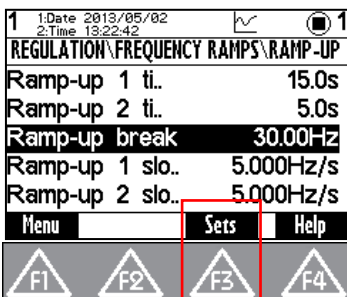 1 1:Date 2013/05/02 1
2:Time 13:22:42
REGULATION\FREQUENCY RAMPS\RAMP-UP
Ramp-up 1 ti.. 15.0s
Ramp-up 2 ti.. 5.0s
Ramp-up break 30.00Hz
Ramp-up 1 slo.. 5.000Hz/s
Ramp-up 2 slo.. 5.000Hz/s
Menu Sets Help
F1 F2 F3 F4